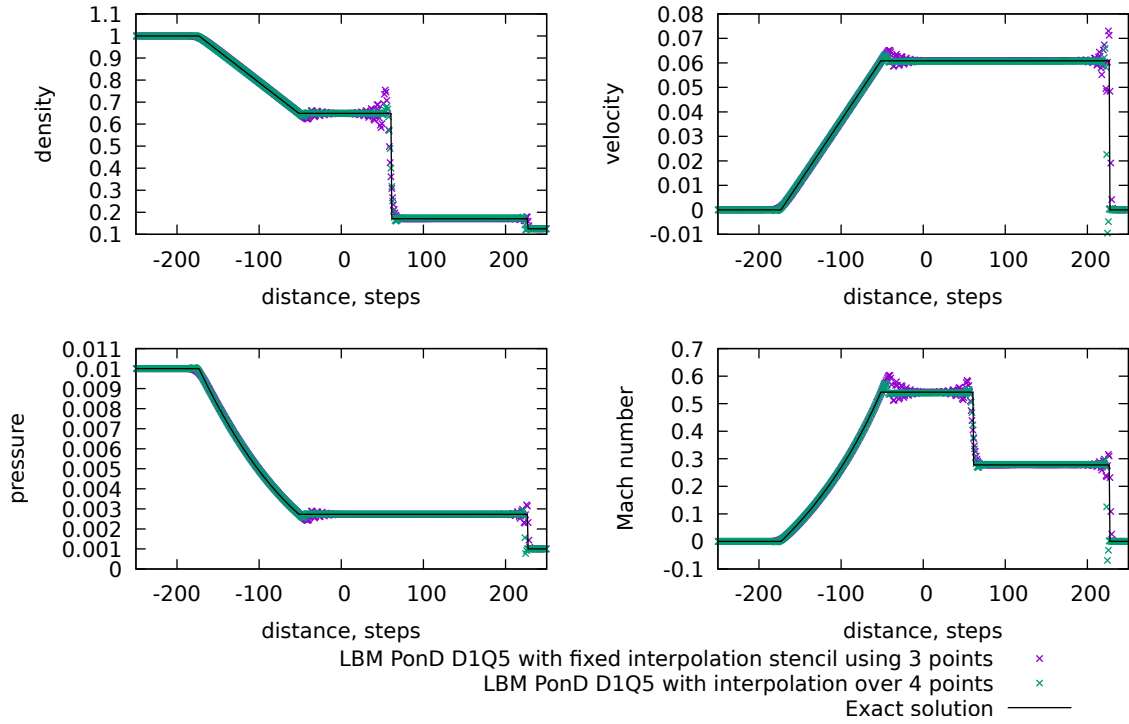 density
1.1
1
0.9
0.8
0.7
0.6
0.5
0.4
0.3
0.2
0.1
-200 -100 0 100 200
distance, steps
velocity
0.08
0.07
0.06
0.05
0.04
0.03
0.02
0.01
0
-0.01
-200 -100 0 100 200
distance, steps
pressure
0.011
0.01
0.009
0.008
0.007
0.006
0.005
0.004
0.003
0.002
0.001
0
-200 -100 0 100 200
distance, steps
Mach number
0.7
0.6
0.5
0.4
0.3
0.2
0.1
0
-0.1
-200 -100 0 100 200
distance, steps
LBM PonD D1Q5 with fixed interpolation stencil using 3 points
LBM PonD D1Q5 with interpolation over 4 points
Exact solution